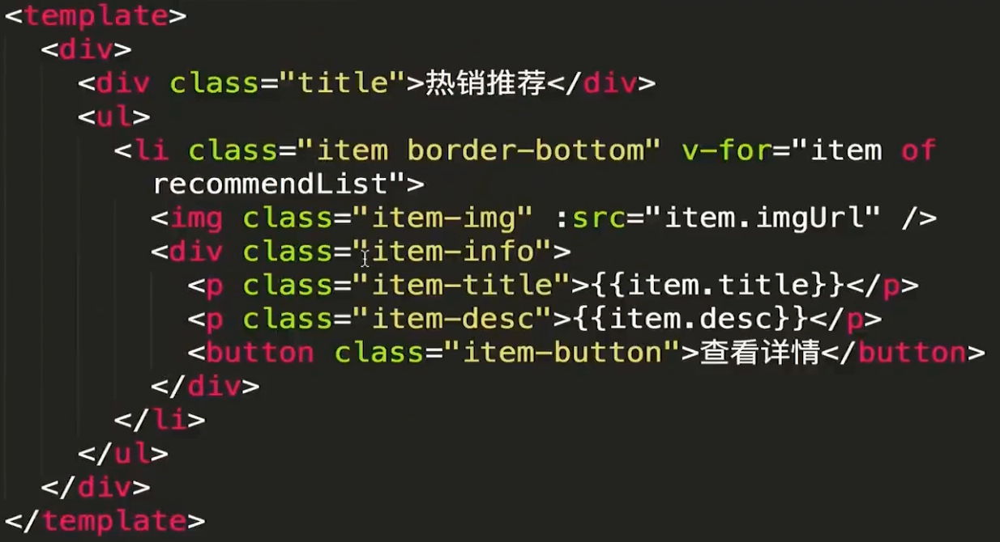 <template>
<div>
<div class="title">热销推荐</div>
<ul>
<li class="item border-bottom" v-for="item of
recommendList">
<img class="item-img" :src="item.imgUrl" />
<div class="item-info">
<p class="item-title">{{item.title}}</p>
<p class="item-desc">{{item.desc}}</p>
<button class="item-button">查看详情</button>
</div>
</li>
</ul>
</div>
</template>